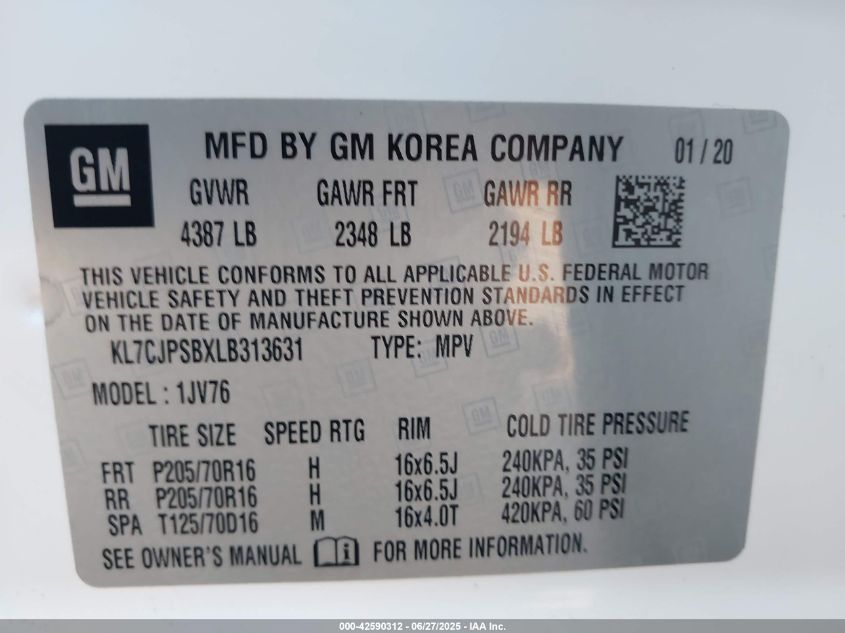 GM
MFD BY GM KOREA COMPANY 01 / 20
GVWR GAWR FRT GAWR RR
4387 LB 2348 LB 2194 LB
THIS VEHICLE CONFORMS TO ALL APPLICABLE U.S. FEDERAL MOTOR
VEHICLE SAFETY AND THEFT PREVENTION STANDARDS IN EFFECT
ON THE DATE OF MANUFACTURE SHOWN ABOVE.
KL7CJPSBXLB313631 TYPE: MPV
MODEL : 1JV76
TIRE SIZE SPEED RTG RIM COLD TIRE PRESSURE
FRT P205/70R16 H 16x6.5J 240KPA, 35 PSI
RR P205/70R16 H 16x6.5J 240KPA, 35 PSI
SPA T125/70D16 M 16x4.0T 420KPA, 60 PSI
SEE OWNER'S MANUAL i FOR MORE INFORMATION.
000-42590312 / 06/27/2025 - IAA Inc.